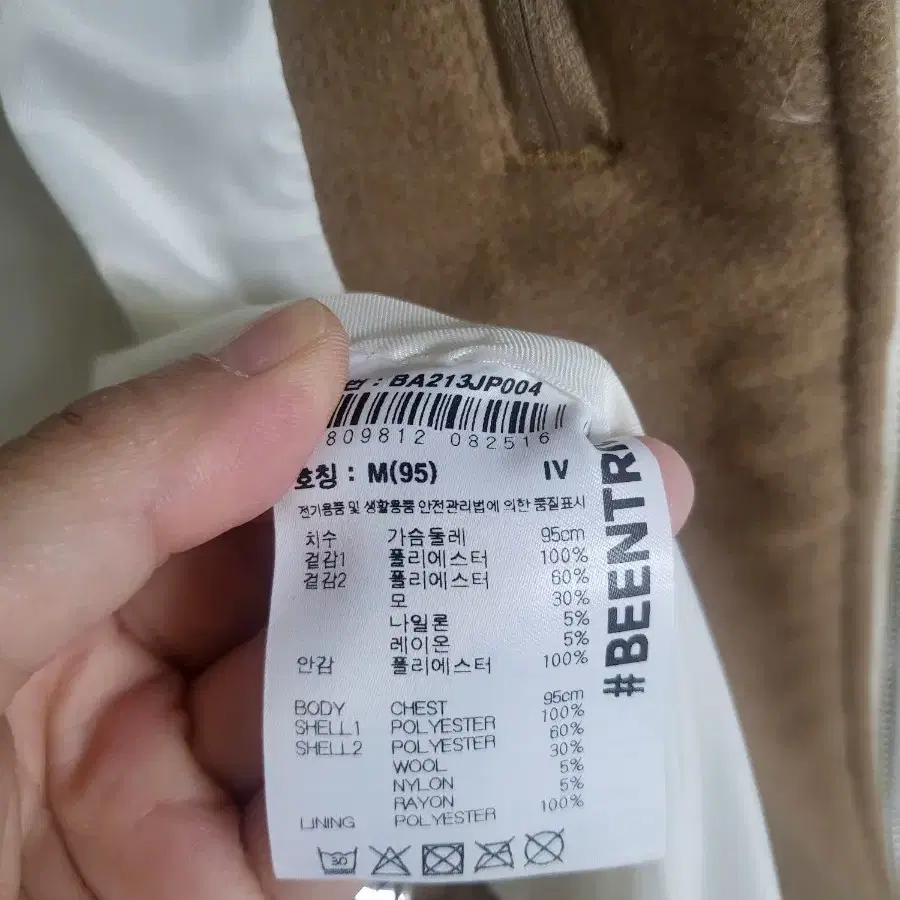 : BA213JP004
809812 082516
호칭 : M(95) IV
전기용품 및 생활용품 안전관리법에 의한 품질표시
치수 가슴둘레 95cm
겉감1 폴리에스터 100%
겉감2 폴리에스터 60%
모 30%
나일론 5%
레이온 5%
안감 폴리에스터 100%
BODY CHEST 95cm
SHELL1 POLYESTER 100%
SHELL2 POLYESTER 60%
WOOL 30%
NYLON 5%
RAYON 5%
LINING POLYESTER 100%
30
#BEENTR